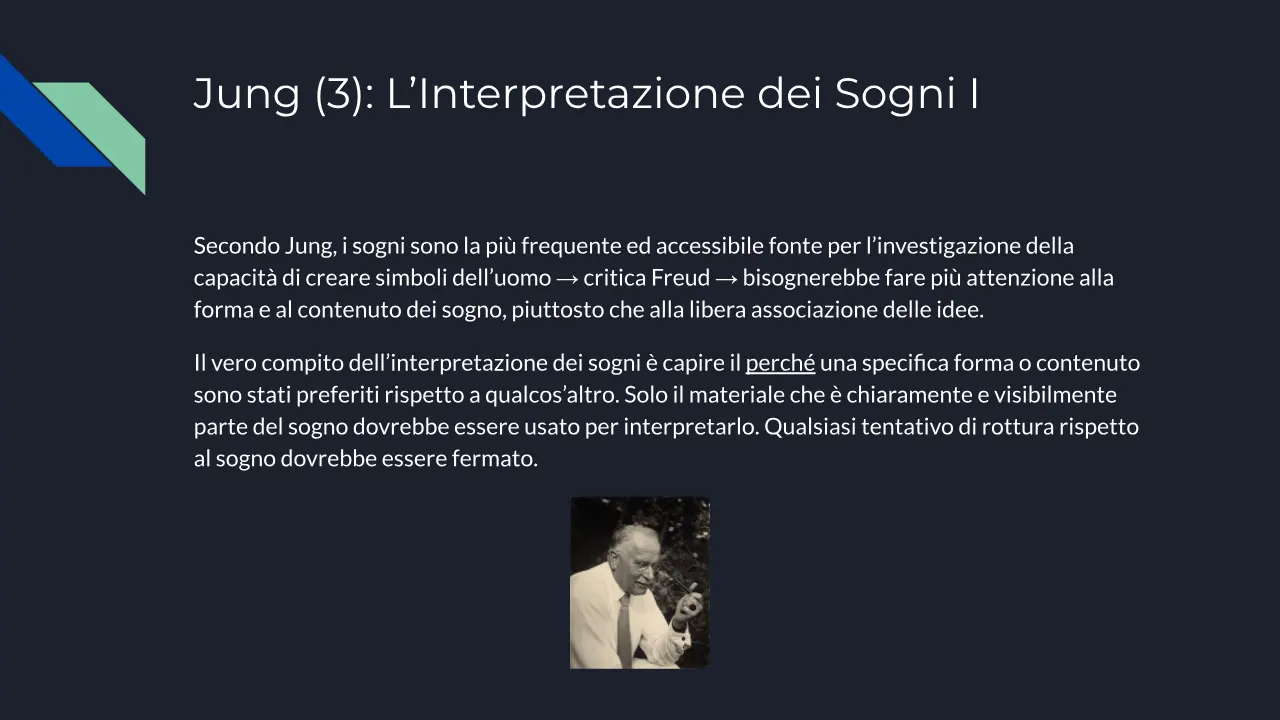 Jung (3): L’Interpretazione dei Sogni I
Secondo Jung, i sogni sono la più frequente ed accessibile fonte per l’investigazione della
capacità di creare simboli dell’uomo → critica Freud → bisognerebbe fare più attenzione alla
forma e al contenuto dei sogno, piuttosto che alla libera associazione delle idee.
Il vero compito dell’interpretazione dei sogni è capire il perché una specifica forma o contenuto
sono stati preferiti rispetto a qualcos’altro. Solo il materiale che è chiaramente e visibilmente
parte del sogno dovrebbe essere usato per interpretarlo. Qualsiasi tentativo di rottura rispetto
al sogno dovrebbe essere fermato.